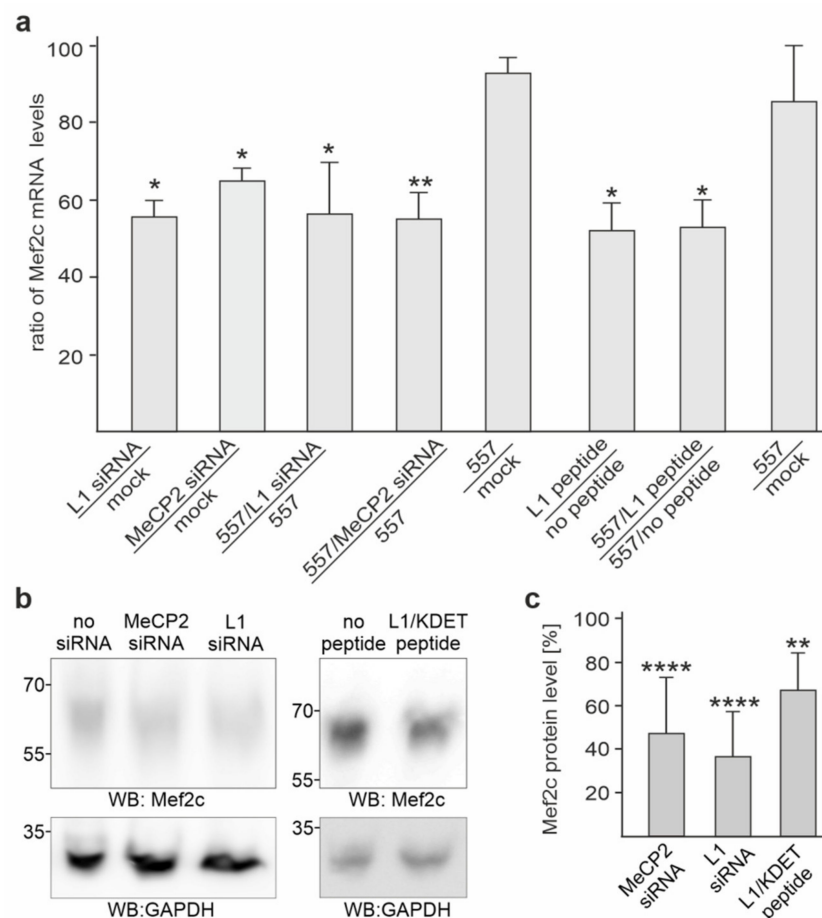 a
ratio of Mef2c mRNA levels
100
80
60
40
20
*
*
*
**
*
*
L1 siRNA
mock
MeCP2 siRNA
mock
557/L1 siRNA
557
557/MeCP2 siRNA
557
557
mock
L1 peptide
no peptide
557/L1 peptide
557/no peptide
557
mock
b
no MeCP2 L1
siRNA siRNA siRNA
70-
55-
WB: Mef2c
35-
WB:GAPDH
no L1/KDET
peptide peptide
70-
55-
WB: Mef2c
35-
WB:GAPDH
c
Mef2c protein level [%]
100
80
60
40
20
****
****
**
MeCP2
siRNA
L1
siRNA
L1/KDET
peptide